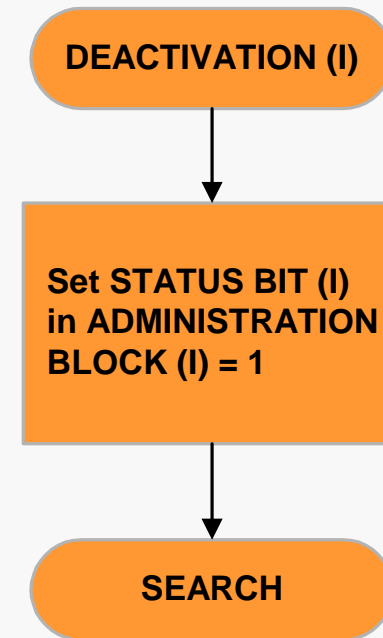 DEACTIVATION (I)
Set STATUS BIT (I)
in ADMINISTRATION
BLOCK (I) = 1
SEARCH